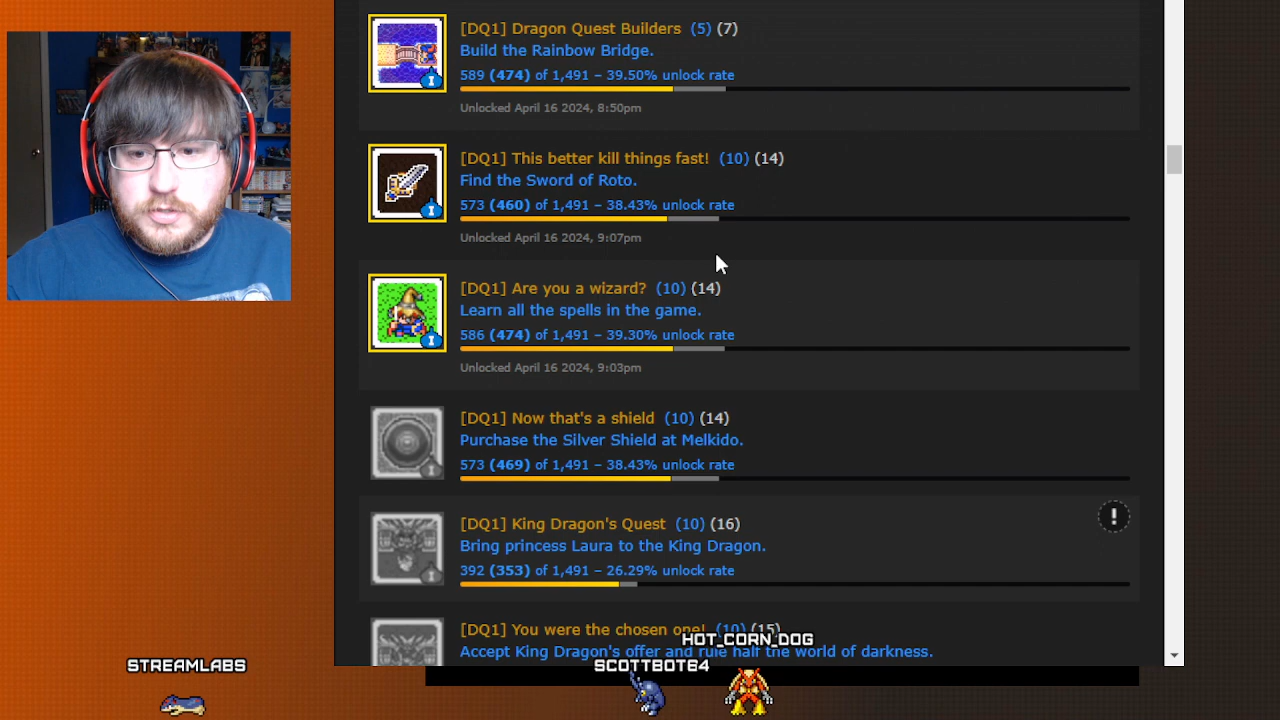 [DQ1] Dragon Quest Builders (5) (7)
Build the Rainbow Bridge.
589 (474) of 1,491 – 39.50% unlock rate
Unlocked April 16 2024, 8:50pm
[DQ1] This better kill things fast! (10) (14)
Find the Sword of Roto.
573 (460) of 1,491 – 38.43% unlock rate
Unlocked April 16 2024, 9:07pm
[DQ1] Are you a wizard? (10) (14)
Learn all the spells in the game.
586 (474) of 1,491 – 39.30% unlock rate
Unlocked April 16 2024, 9:03pm
[DQ1] Now that's a shield (10) (14)
Purchase the Silver Shield at Melkido.
573 (469) of 1,491 – 38.43% unlock rate
[DQ1] King Dragon's Quest (10) (16)
!
Bring princess Laura to the King Dragon.
392 (353) of 1,491 – 26.29% unlock rate
[DQ1] You were the chosen one! (10) (15)
Accept King Dragon's offer and rule half the world of darkness.
HOT_CORN_DOG
SCOTTBOT64
STREAMLABS